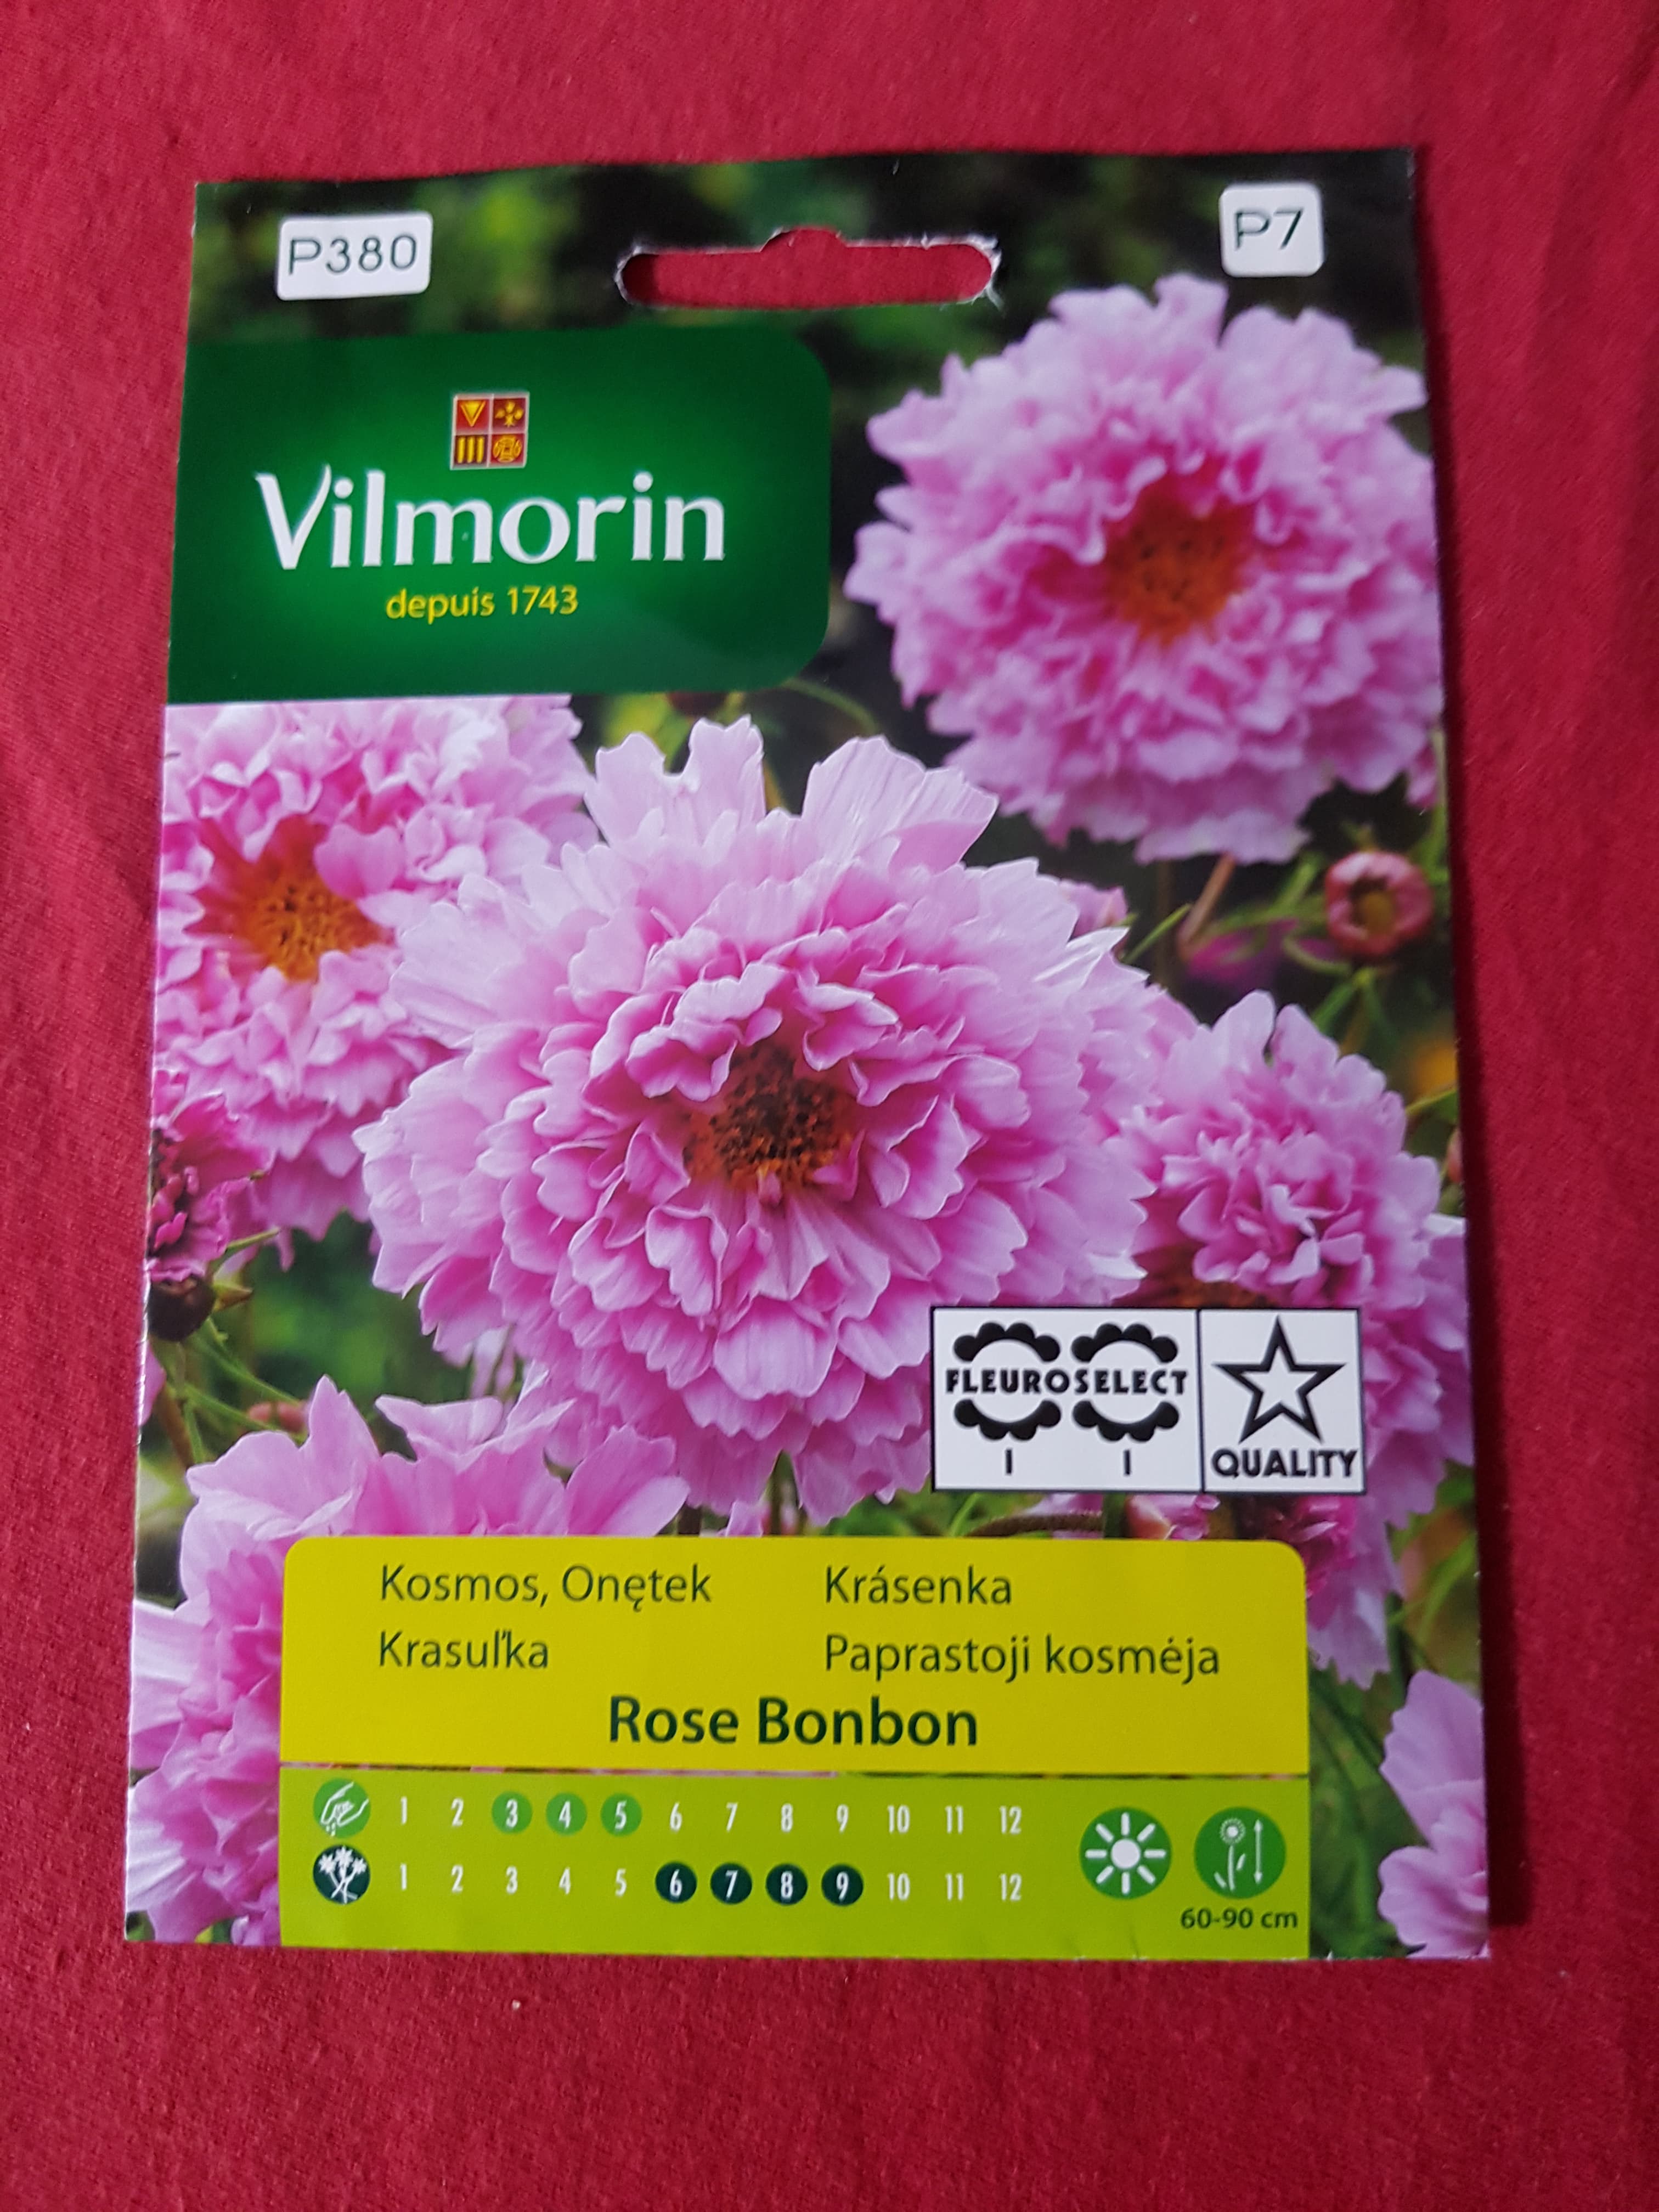 P380
P7
Vilmorin
depuis 1743
FLEUROSELECT
QUALITY
Kosmos, Onętek
Krásenka
Krasuľka
Paprastoji kosmėja
Rose Bonbon
1 2 3 4 5 6 7 8 9 10 11 12
1 2 3 4 5 6 7 8 9 10 11 12
60-90 cm